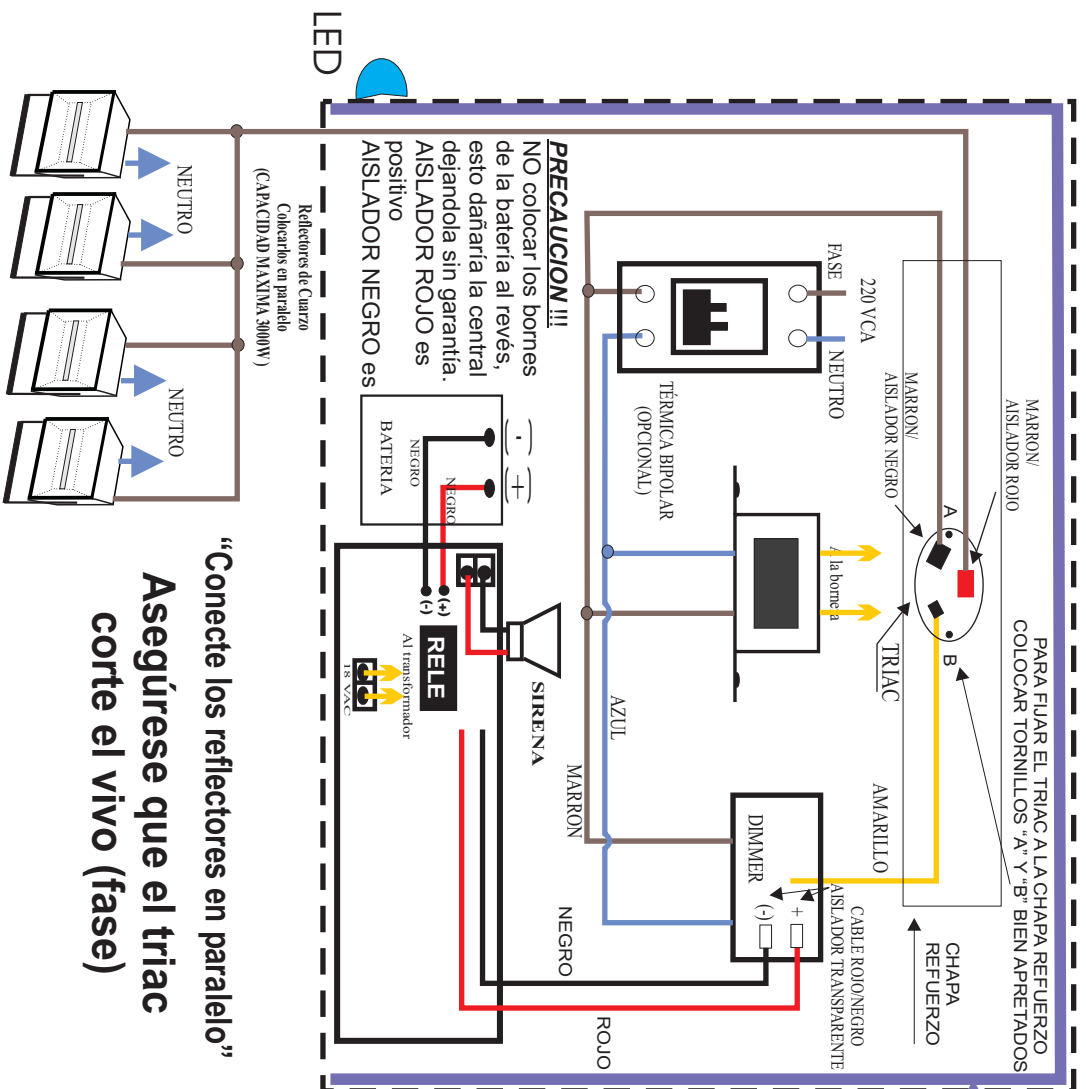 PARA FIJAR EL TRIAC A LA CHAPA REFUERZO
COLOCAR TORNILLOS "A" Y "B" BIEN APRETADOS
MARRON/
AISLADOR ROJO
MARRON/
AISLADOR NEGRO
A
B
TRIAC
CHAPA
REFUERZO
AMARILLO
220 VCA
FASE
NEUTRO
TÉRMICA BIPOLAR
(OPCIONAL)
A la bornera
CABLE ROJO/NEGRO
AISLADOR TRANSPARENTE
DIMMER
+
(-)
AZUL
MARRON
NEGRO
ROJO
PRECAUCION !!!
NO colocar los bornes
de la batería al revés,
esto dañaría la central
dejandola sin garantía.
AISLADOR ROJO es
positivo
AISLADOR NEGRO es
(-)
(+)
NEGRO
NEGRO
BATERIA
SIRENA
(+)
(-)
RELE
Al transformador
18 VAC
LED
Reflectores de Cuarzo
Colocarlos en paralelo
(CAPACIDAD MAXIMA 3000W)
NEUTRO
NEUTRO
“Conecte los reflectores en paralelo”
Asegúrese que el triac
corte el vivo (fase)